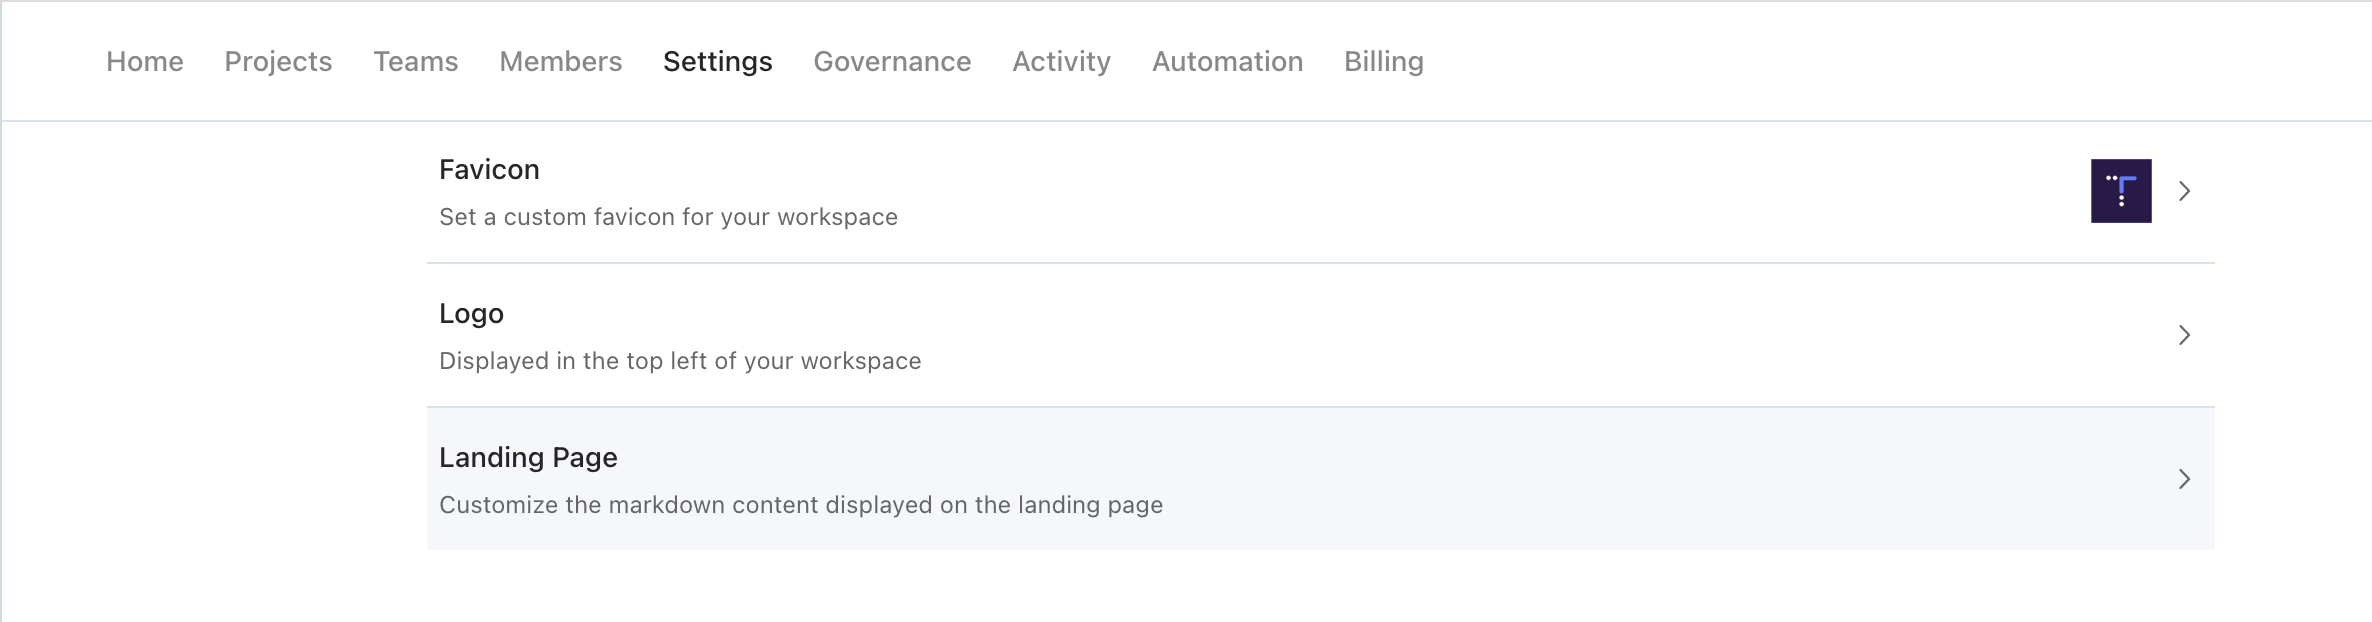 Home Projects Teams Members Settings Governance Activity Automation Billing
Favicon
Set a custom favicon for your workspace
Logo
Displayed in the top left of your workspace
Landing Page
Customize the markdown content displayed on the landing page